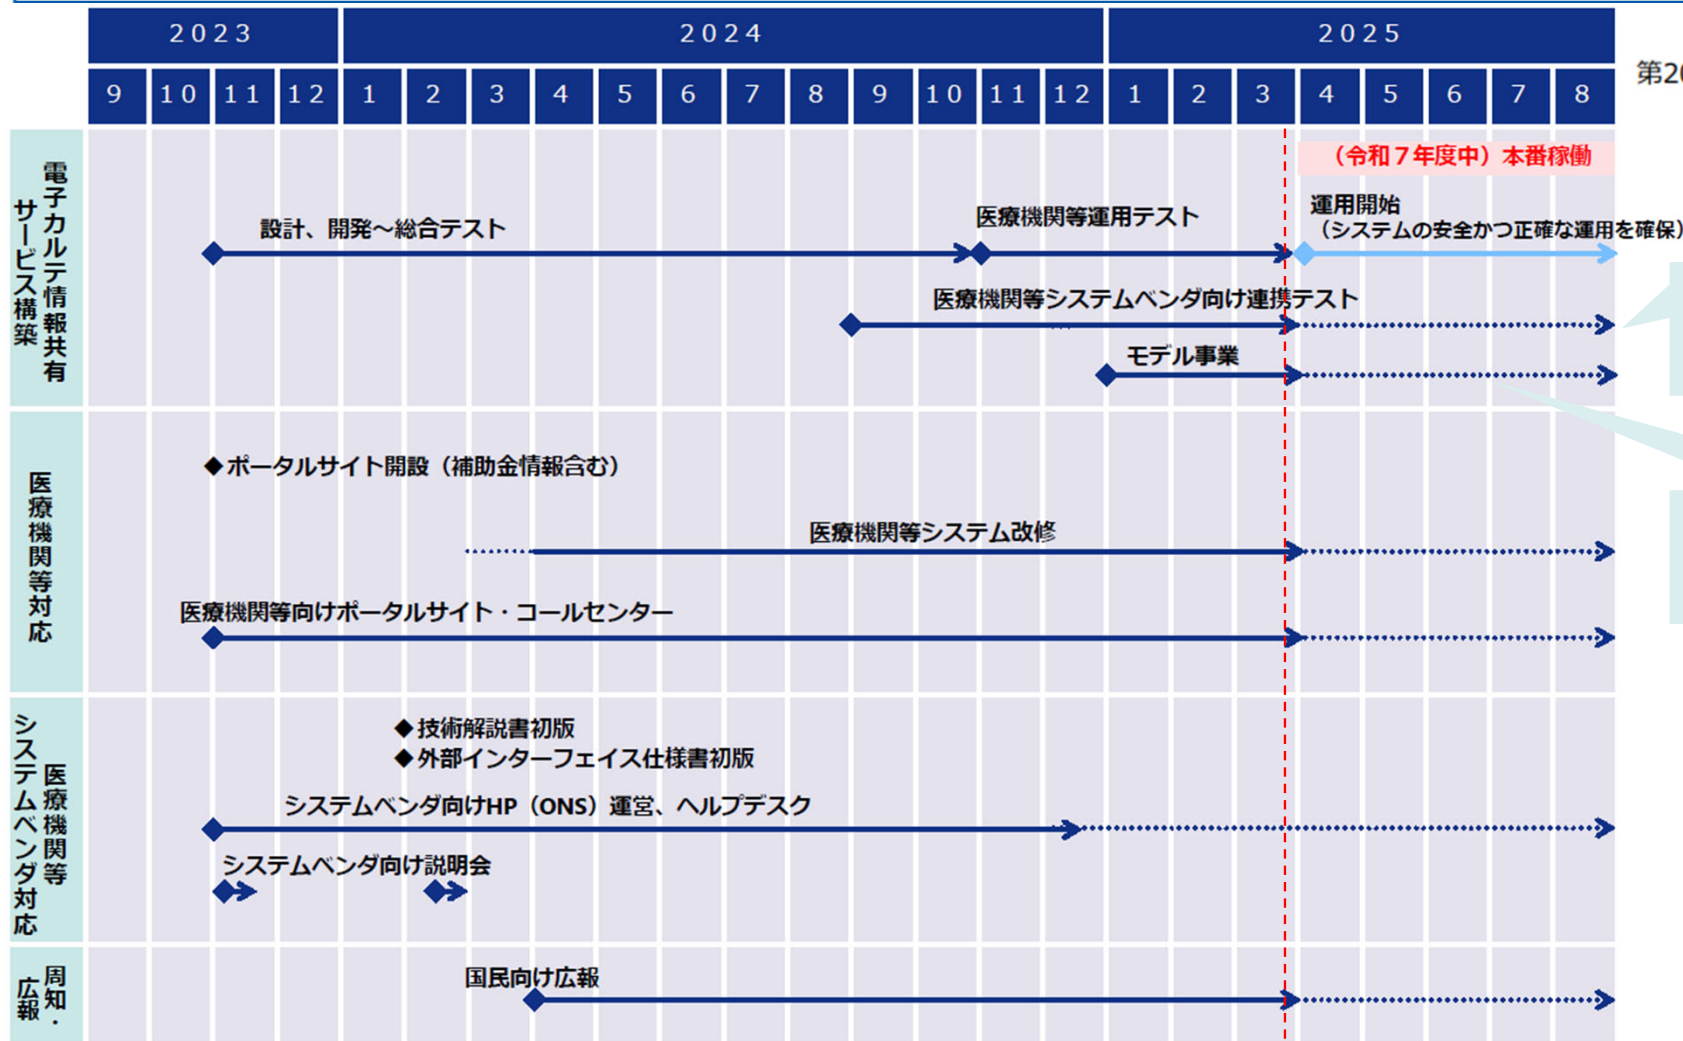 2023
2024
2025
9 10 11 12 1 2 3 4 5 6 7 8 9 10 11 12 1 2 3 4 5 6 7 8
第20
電子カルテ情報共有
サービス構築
(令和7年度中)本番稼働
設計、開発～総合テスト
医療機関等運用テスト
運用開始
(システムの安全かつ正確な運用を確保)
医療機関等システムベンダ向け連携テスト
モデル事業
医療機関等対応
◆ポータルサイト開設(補助金情報含む)
医療機関等システム改修
医療機関等向けポータルサイト・コールセンター
医療機関等
システムベンダ対応
◆技術解説書初版
◆外部インターフェイス仕様書初版
システムベンダ向けHP(ONS)運営、ヘルプデスク
システムベンダ向け説明会
周知・
広報
国民向け広報